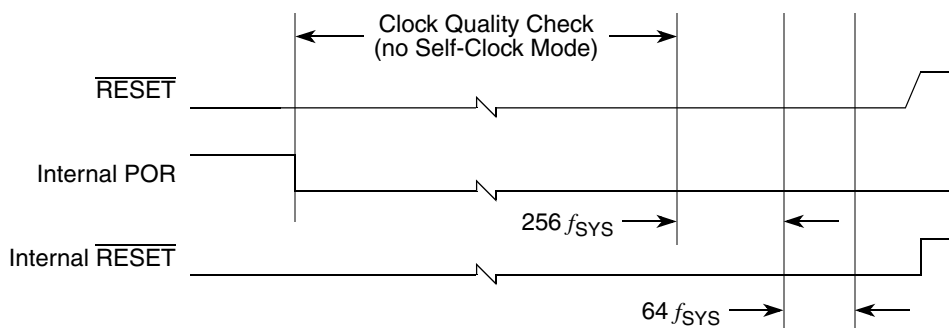 Clock Quality Check
(no Self-Clock Mode)
RESET
Internal POR
256 fSYS
Internal RESET
64 fSYS